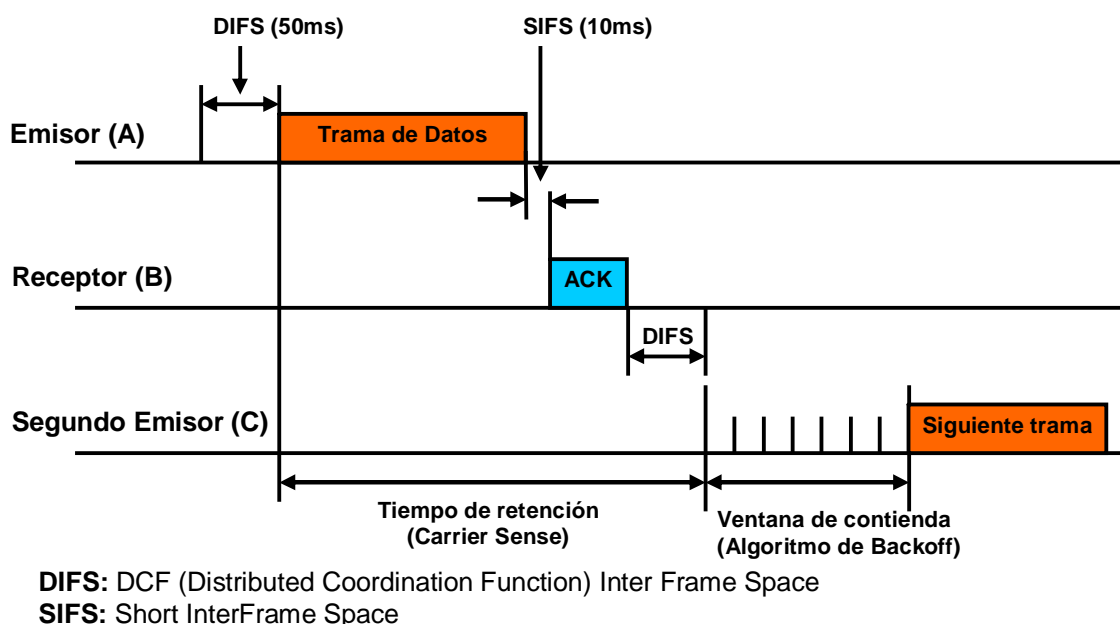 DIFS (50ms)
SIFS (10ms)
Emisor (A)
Trama de Datos
Receptor (B)
ACK
DIFS
Segundo Emisor (C)
Siguiente trama
Tiempo de retención
(Carrier Sense)
Ventana de contienda
(Algoritmo de Backoff)
DIFS: DCF (Distributed Coordination Function) Inter Frame Space
SIFS: Short InterFrame Space